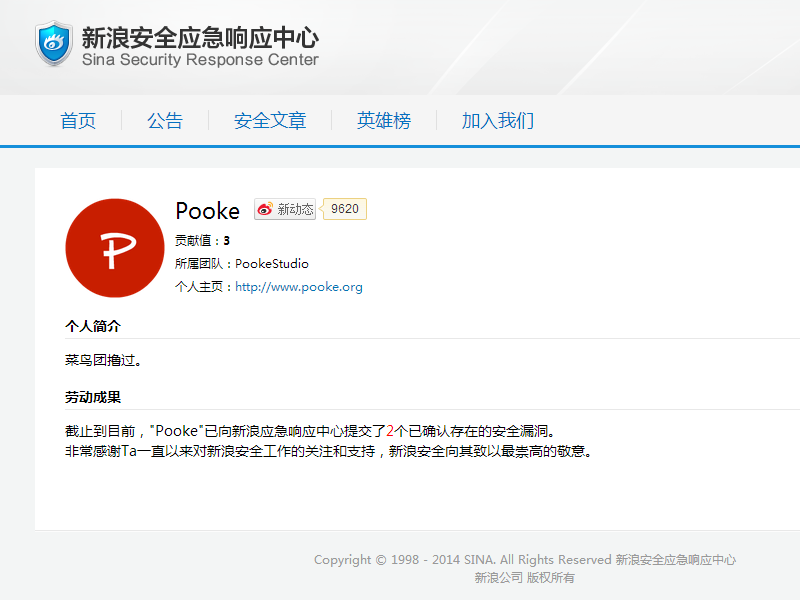 新浪安全应急响应中心
Sina Security Response Center
首页 公告 安全文章 英雄榜 加入我们
P
Pooke 新动态 9620
贡献值：3
所属团队：PookeStudio
个人主页：http://www.pooke.org
个人简介
菜鸟团撸过。
劳动成果
截止到目前，"Pooke"已向新浪应急响应中心提交了2个已确认存在的安全漏洞。
非常感谢Ta一直以来对新浪安全工作的关注和支持，新浪安全向其致以最崇高的敬意。
Copyright © 1998 - 2014 SINA. All Rights Reserved 新浪安全应急响应中心
新浪公司 版权所有